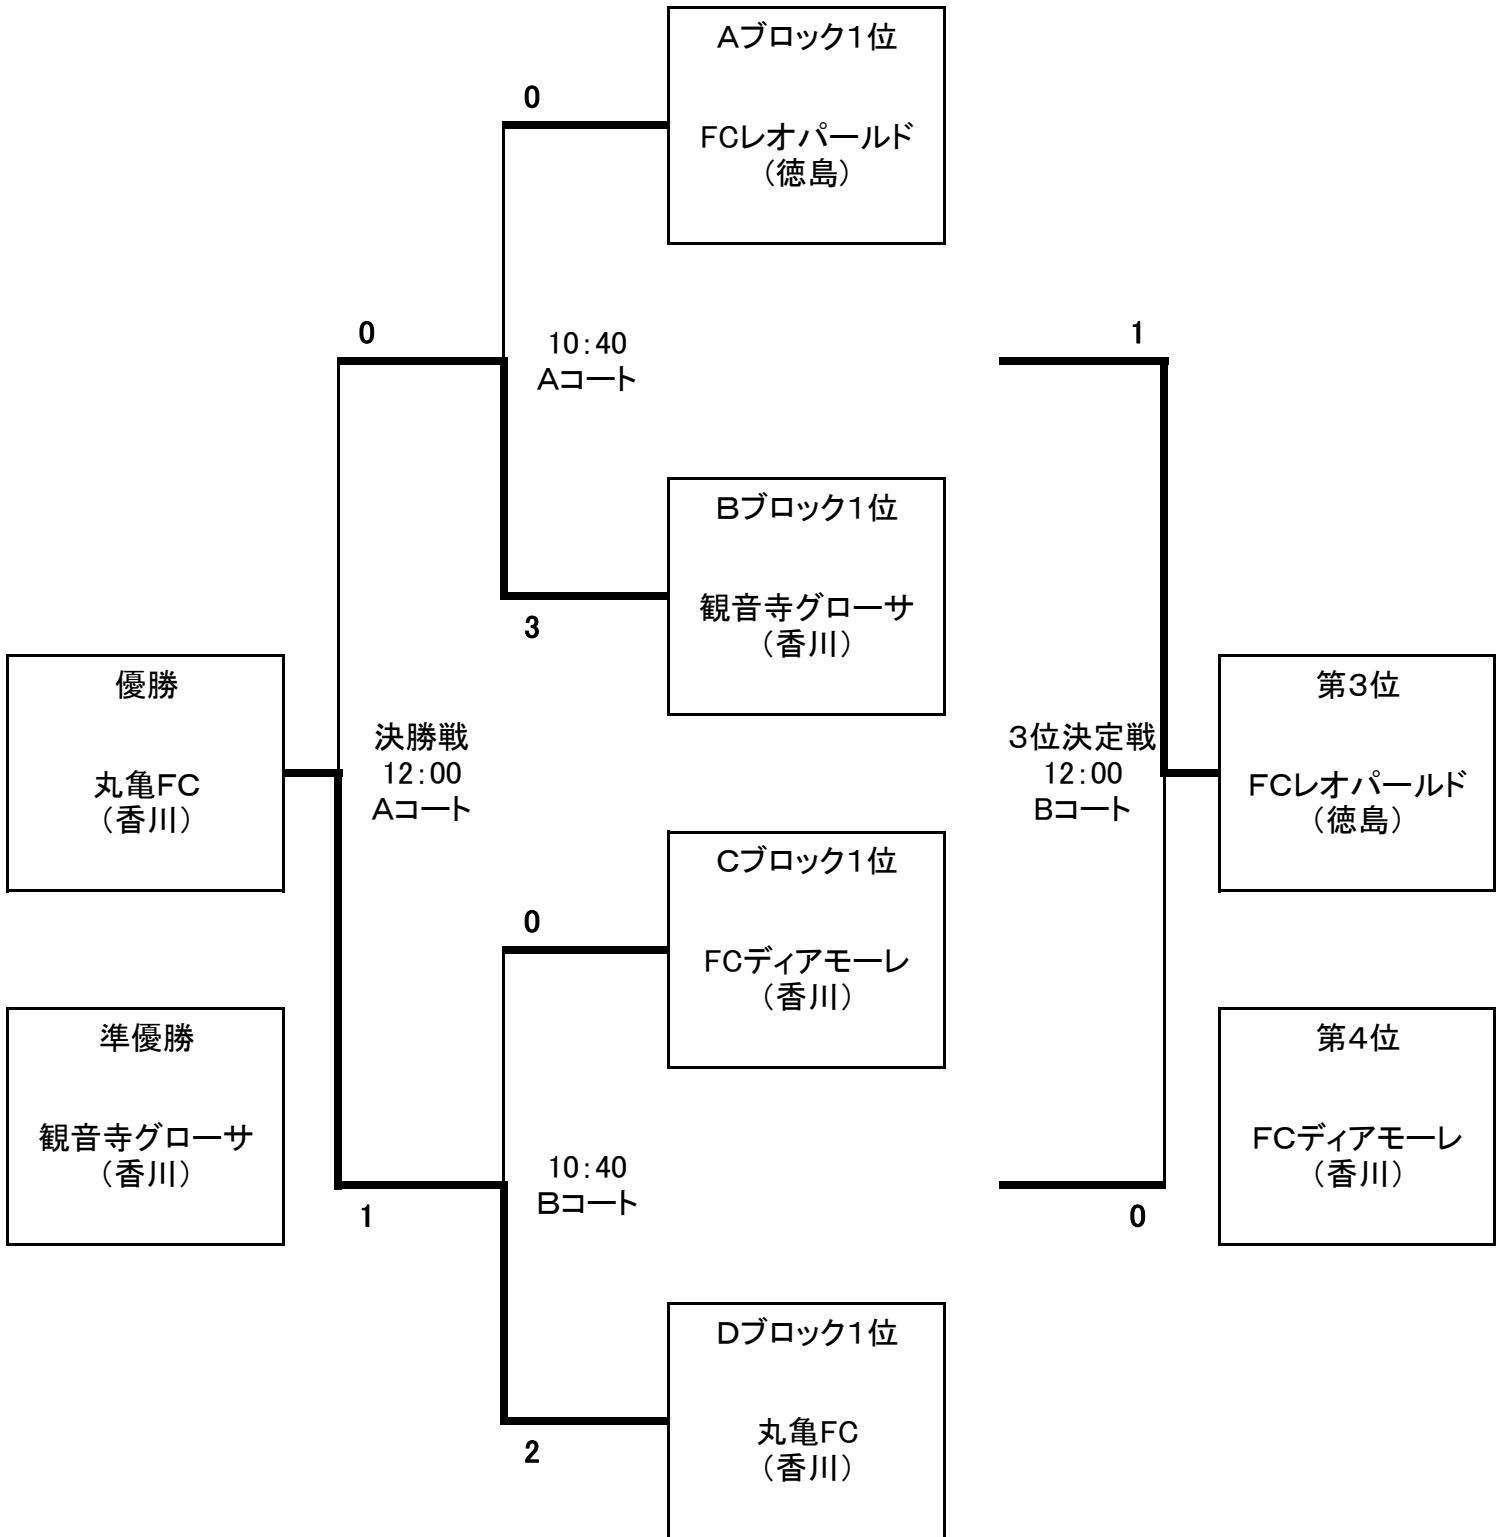 Aブロック1位
0
FCレオパールド
（徳島）
0
10：40
Aコート
1
Bブロック1位
観音寺グローサ
（香川）
3
優勝
丸亀FC
（香川）
決勝戦
12：00
Aコート
3位決定戦
12：00
Bコート
第3位
FCレオパールド
（徳島）
Cブロック1位
0
FCディアモーレ
（香川）
準優勝
観音寺グローサ
（香川）
第4位
FCディアモーレ
（香川）
10：40
Bコート
1
0
Dブロック1位
丸亀FC
（香川）
2